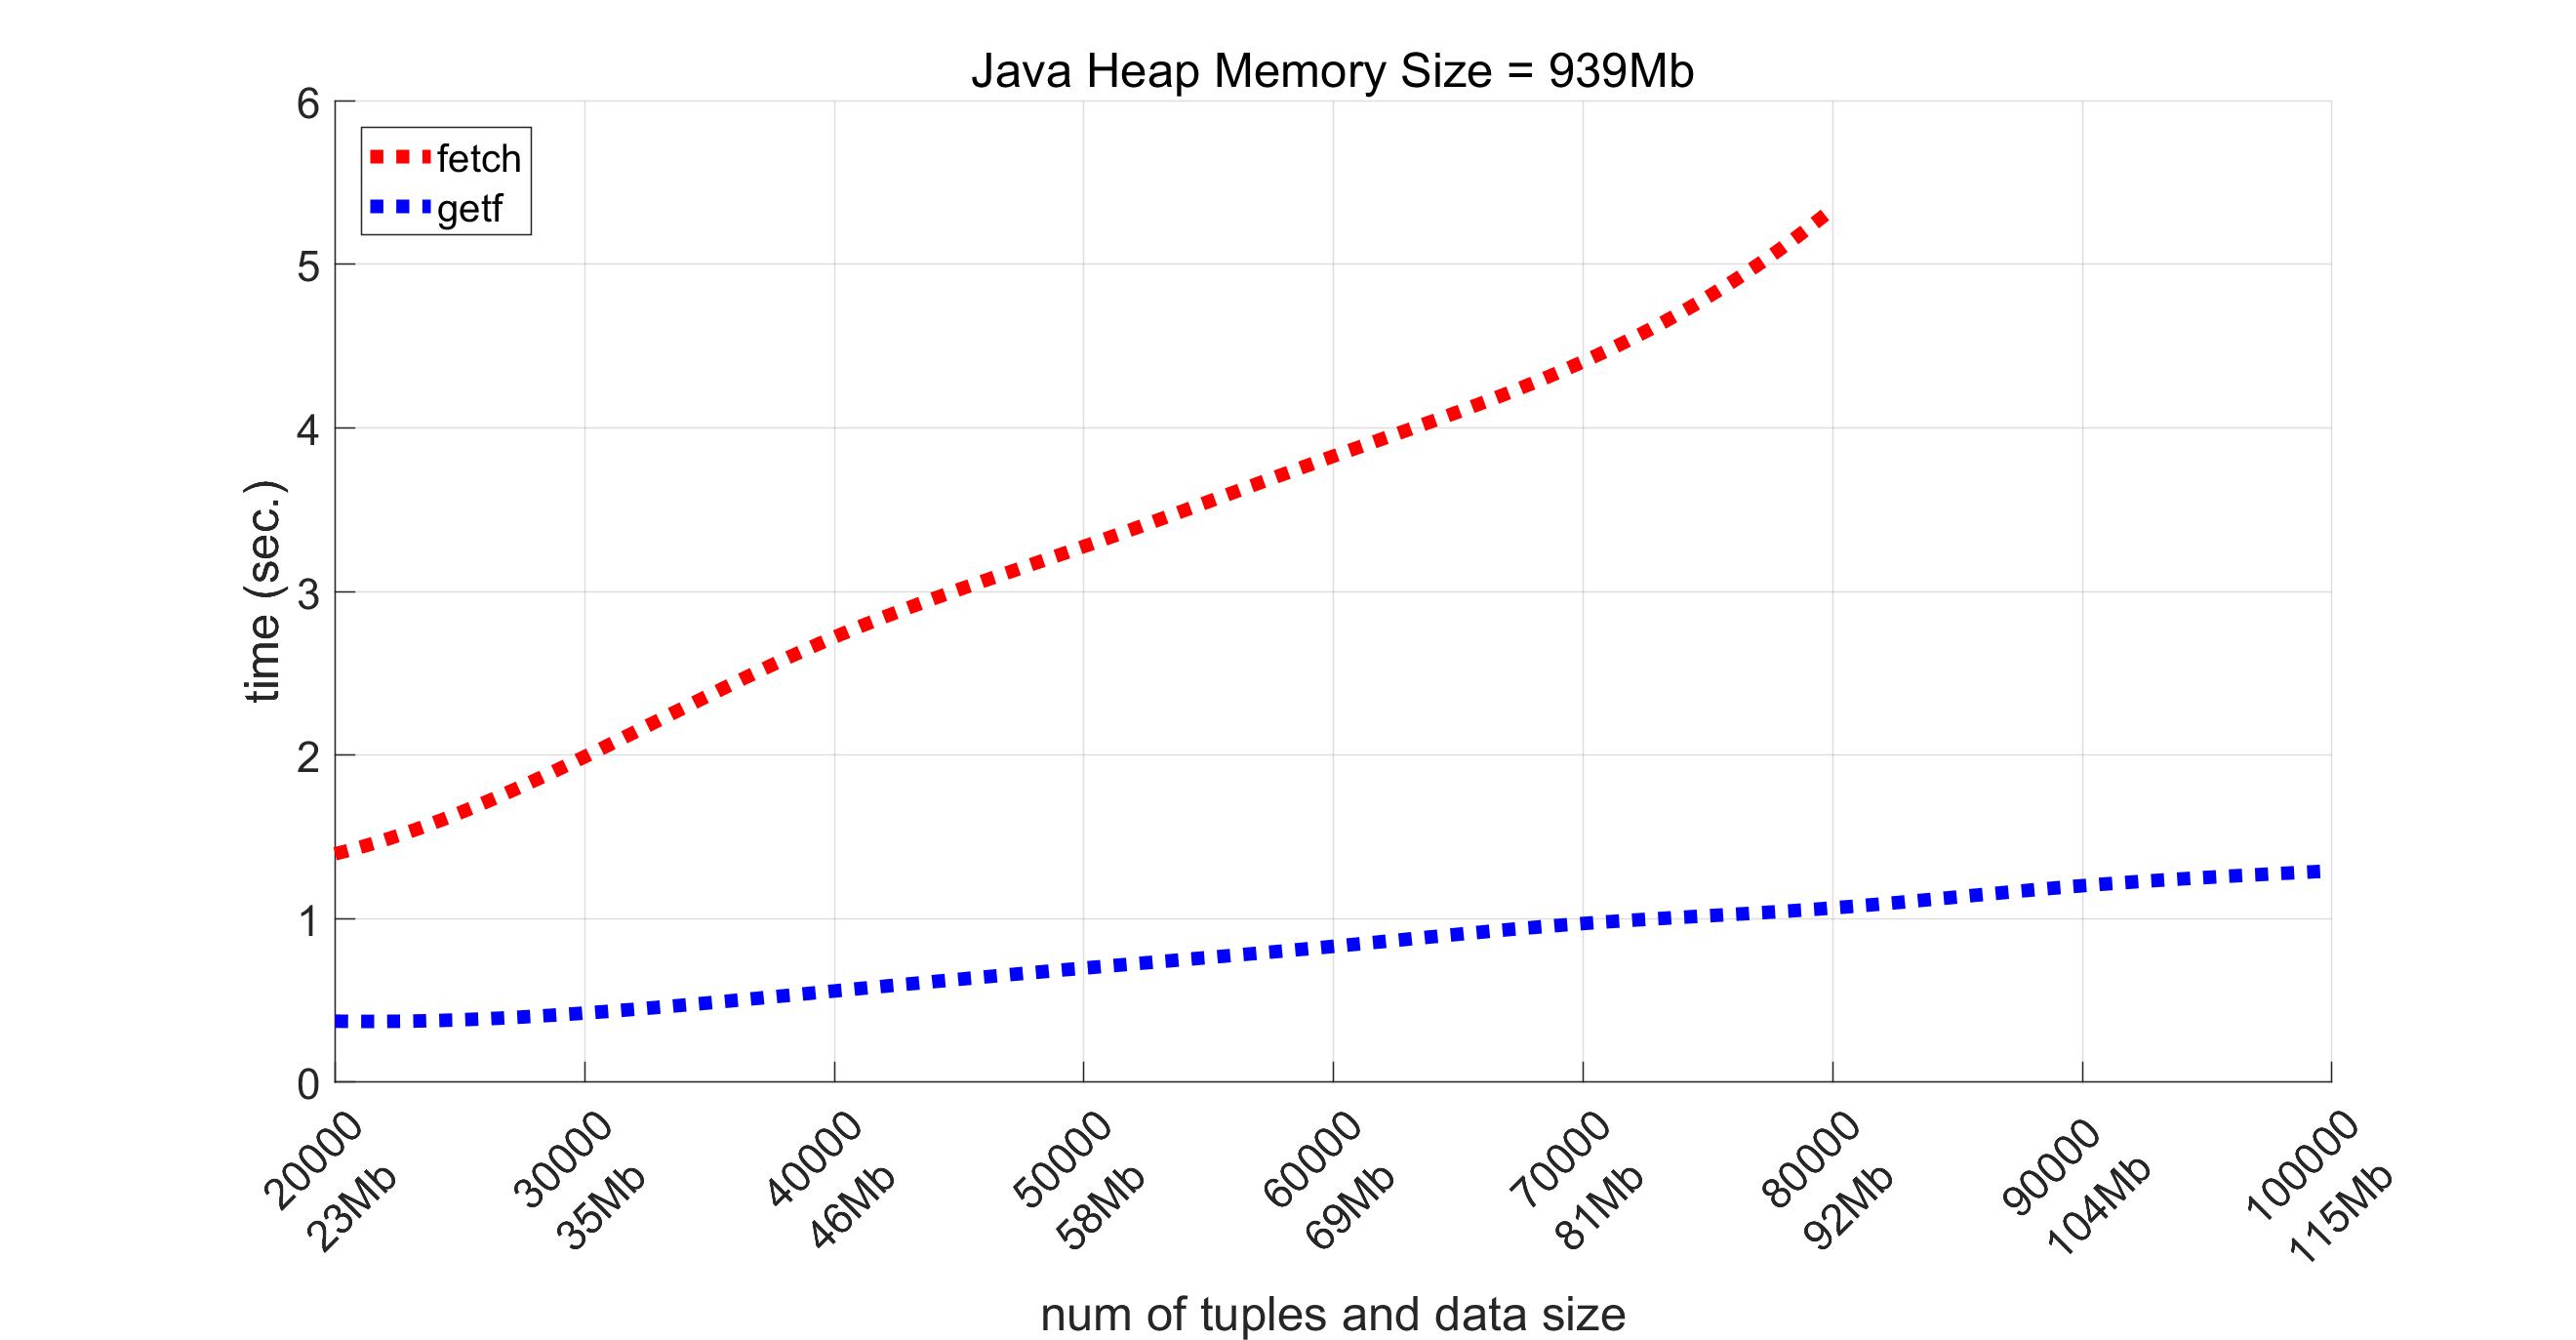 Java Heap Memory Size = 939Mb
6
5
4
3
2
1
0
fetch
getf
time (sec.)
20000
23Mb
30000
35Mb
40000
46Mb
50000
58Mb
60000
69Mb
70000
81Mb
80000
92Mb
90000
104Mb
100000
115Mb
num of tuples and data size